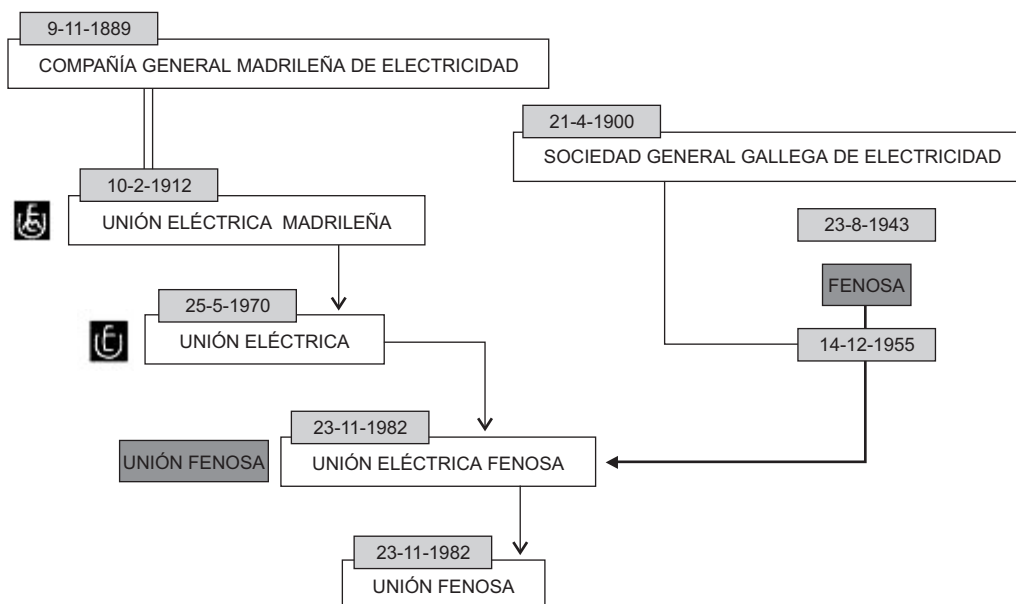 9-11-1889
COMPAÑÍA GENERAL MADRILEÑA DE ELECTRICIDAD
21-4-1900
SOCIEDAD GENERAL GALLEGA DE ELECTRICIDAD
10-2-1912
UNIÓN ELÉCTRICA MADRILEÑA
23-8-1943
FENOSA
25-5-1970
UNIÓN ELÉCTRICA
14-12-1955
23-11-1982
UNIÓN FENOSA
UNIÓN ELÉCTRICA FENOSA
23-11-1982
UNIÓN FENOSA